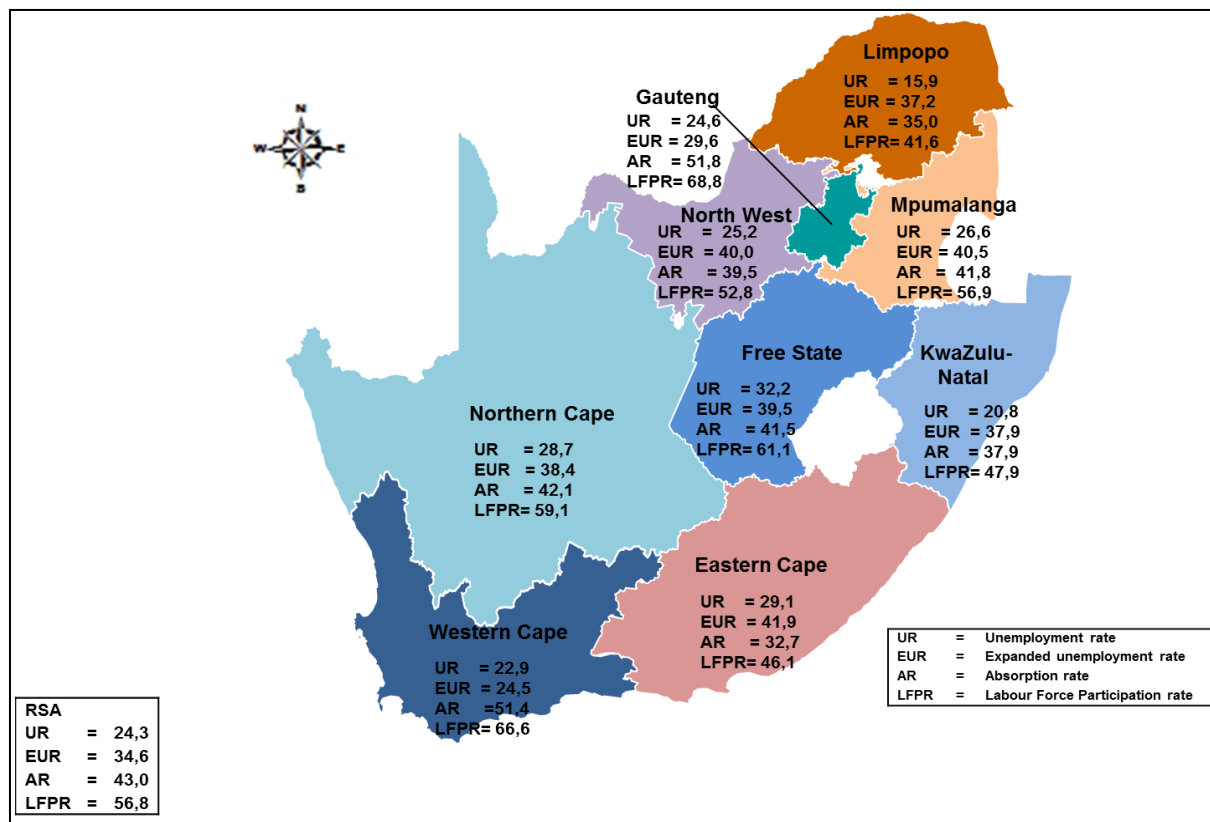 N
W E
S
Limpopo
UR = 15,9
EUR = 37,2
AR = 35,0
LFPR= 41,6
Gauteng
UR = 24,6
EUR = 29,6
AR = 51,8
LFPR= 68,8
North West
UR = 25,2
EUR = 40,0
AR = 39,5
LFPR= 52,8
Mpumalanga
UR = 26,6
EUR = 40,5
AR = 41,8
LFPR= 56,9
Free State
UR = 32,2
EUR = 39,5
AR = 41,5
LFPR= 61,1
KwaZulu-
Natal
UR = 20,8
EUR = 37,9
AR = 37,9
LFPR= 47,9
Northern Cape
UR = 28,7
EUR = 38,4
AR = 42,1
LFPR= 59,1
Eastern Cape
UR = 29,1
EUR = 41,9
AR = 32,7
LFPR= 46,1
Western Cape
UR = 22,9
EUR = 24,5
AR =51,4
LFPR= 66,6
UR = Unemployment rate
EUR = Expanded unemployment rate
AR = Absorption rate
LFPR = Labour Force Participation rate
RSA
UR = 24,3
EUR = 34,6
AR = 43,0
LFPR = 56,8